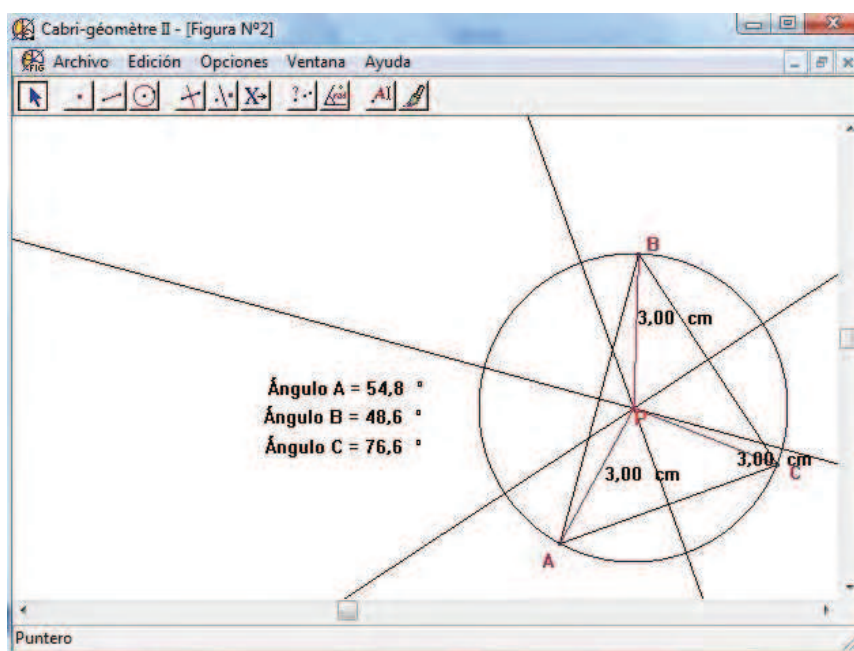 Cabri-géomètre II - [Figura Nº2]
Archivo Edición Opciones Ventana Ayuda
B
3,00 cm
Ángulo A = 54,8 °
Ángulo B = 48,6 °
Ángulo C = 76,6 °
P
3,00 cm
3,00 cm
C
A
Puntero